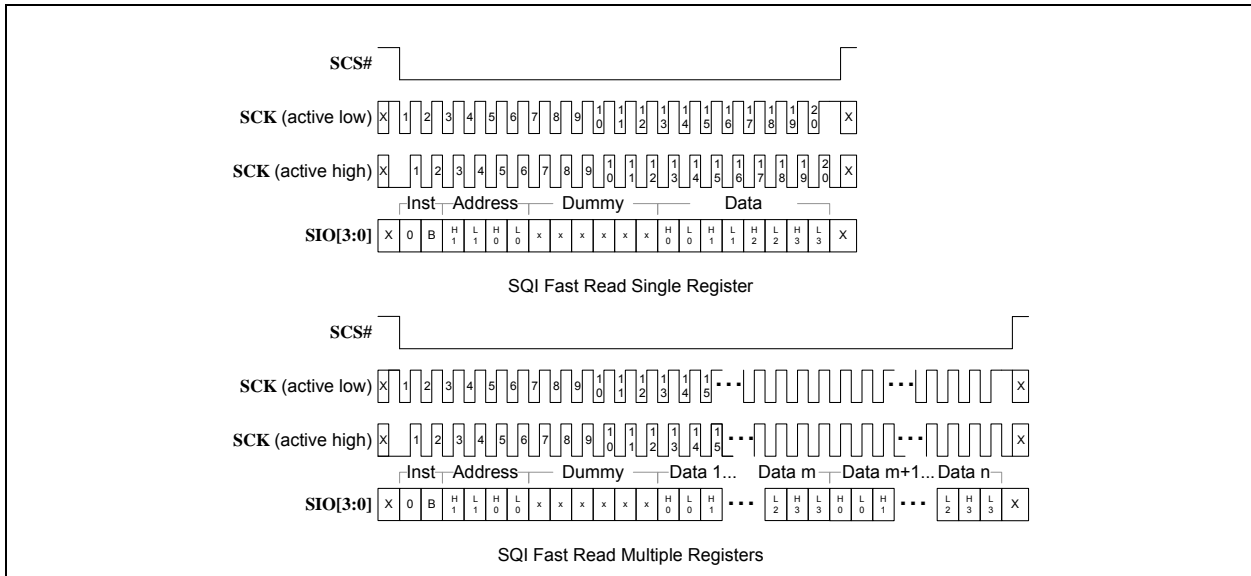 SCS#
SCK (active low) X 1 2 3 4 5 6 7 8 9 10 11 12 13 14 15 16 17 18 19 20 X
SCK (active high) X 1 2 3 4 5 6 7 8 9 10 11 12 13 14 15 16 17 18 19 20 X
Inst Address Dummy Data
SIO[3:0] X 0 B H1 L1 H0 L0 x x x x x x H0 L0 H1 L1 H2 L2 H3 L3 X
SQI Fast Read Single Register
SCS#
SCK (active low) X 1 2 3 4 5 6 7 8 9 10 11 12 13 14 15 ... ... X
SCK (active high) X 1 2 3 4 5 6 7 8 9 10 11 12 13 14 15 ... ... X
Inst Address Dummy Data 1... Data m Data m+1... Data n
SIO[3:0] X 0 B H1 L1 H0 L0 x x x x x x H0 L0 H1 ... L2 H3 L3 H0 L0 H1 ... L2 H3 L3 X
SQI Fast Read Multiple Registers